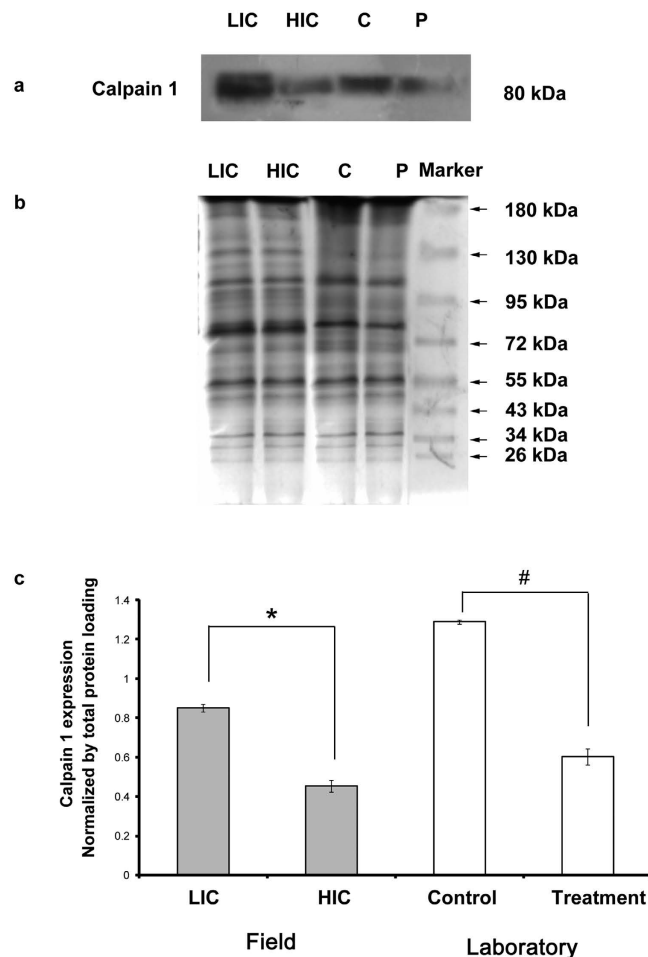 LIC HIC C P
a Calpain 1 80 kDa
LIC HIC C P Marker
b 180 kDa
130 kDa
95 kDa
72 kDa
55 kDa
43 kDa
34 kDa
26 kDa
c
Calpain 1 expression
Normalized by total protein loading
1.4
1.2
1
0.8
0.6
0.4
0.2
0
* #
LIC HIC Control Treatment
Field Laboratory